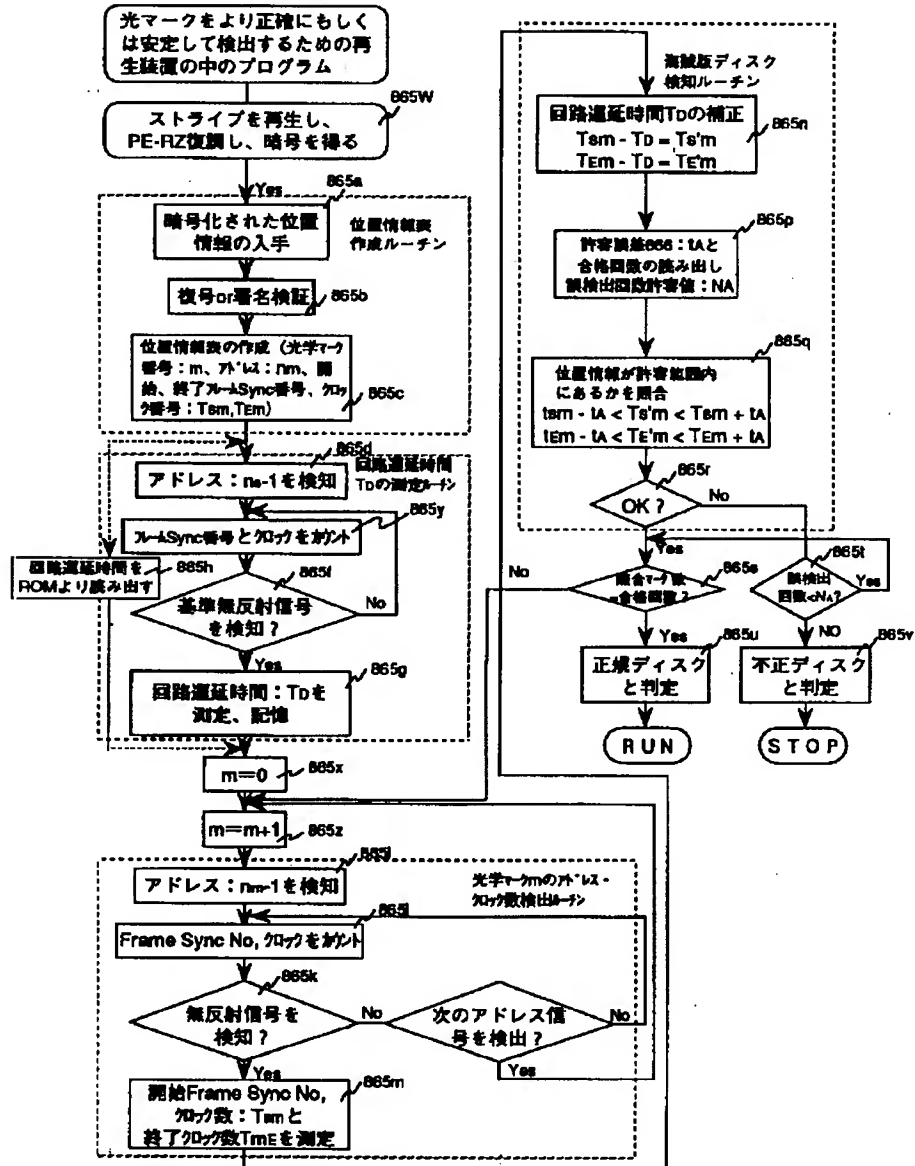 光マークをより正確にもしく
は安定して検出するための再
生装置の中のプログラム
865W
ストライプを再生し、
PE-RZ復調し、暗号を得る
Yes
865a
暗号化された位置
情報の入手
位置情報表
作成ルーチン
865b
復号or署名検証
位置情報表の作成（光学マーク
番号：m、アドレス：nm、開
始、終了フレームSync番号、クロッ
ク番号：Tsm,TEm）
865c
865d
回路遅延時間
TDの測定ルーチン
アドレス：ns-1を検知
865y
フレームSync番号とクロックをカウント
回路遅延時間を
ROMより読み出す
865h
865f
基準無反射信号
を検知？
No
Yes
865g
回路遅延時間：TDを
測定、記憶
m＝0
865x
m＝m+1
865z
865i
アドレス：nm-1を検知
光学マークmのアドレス・
クロック数検出ルーチン
865j
Frame Sync No, クロックをカウント
865k
無反射信号を
検知？
No
次のアドレス信
号を検出？
No
Yes
Yes
865m
開始Frame Sync No,
クロック数：Tsmと
終了クロック数TmEを測定
海賊版ディスク
検知ルーチン
865n
回路遅延時間TDの補正
Tsm - TD = Ts'm
TEm - TD = TE'm
865p
許容誤差866：tAと
合格回数の読み出し
誤検出回数許容値：NA
865q
位置情報が許容範囲内
にあるかを照合
tsm - tA < Ts'm < Tsm + tA
tEm - tA < TE'm < TEm + tA
865r
OK？
No
Yes
865s
照合マーク数
=合格回数？
No
865t
誤検出
回数<NA?
Yes
Yes
865u
正規ディスク
と判定
NO
865v
不正ディスク
と判定
RUN
STOP